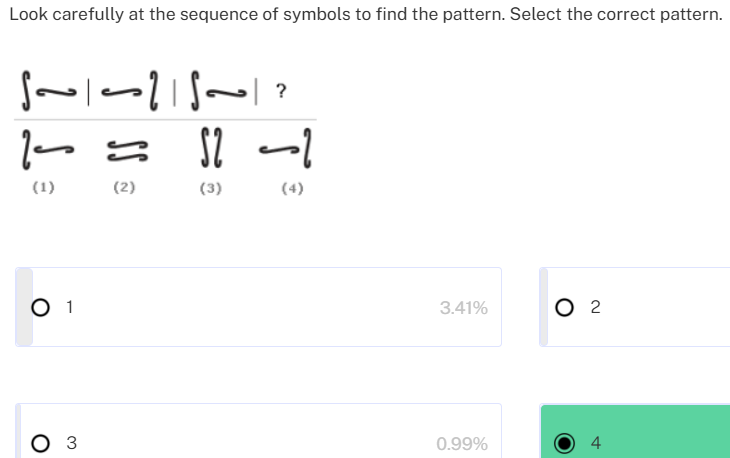 Look carefully at the sequence of symbols to find the pattern. Select the correct pattern.
?
(1) (2) (3) (4)
1 3.41% 2
3 0.99% 4